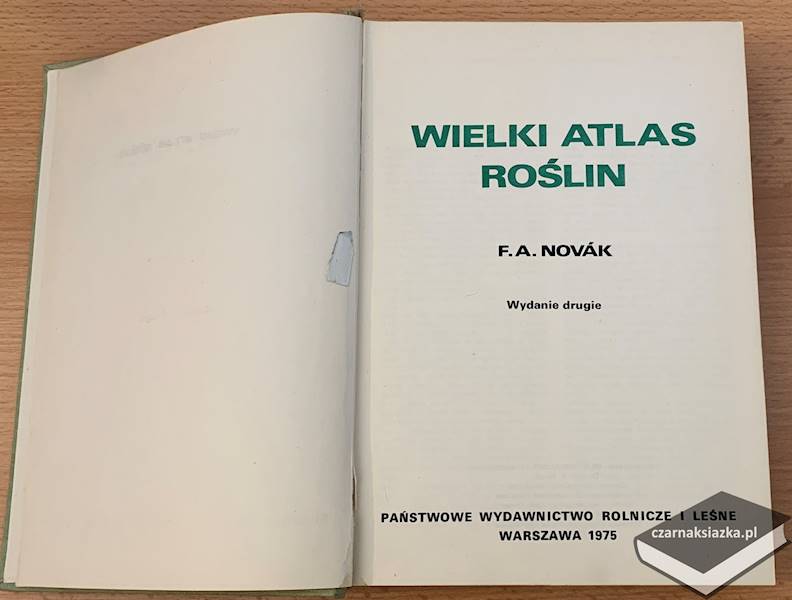 WIELKI ATLAS
ROŚLIN
F. A. NOVÁK
Wydanie drugie
PAŃSTWOWE WYDAWNICTWO ROLNICZE I LEŚNE
WARSZAWA 1975
czarnaksiazka.pl